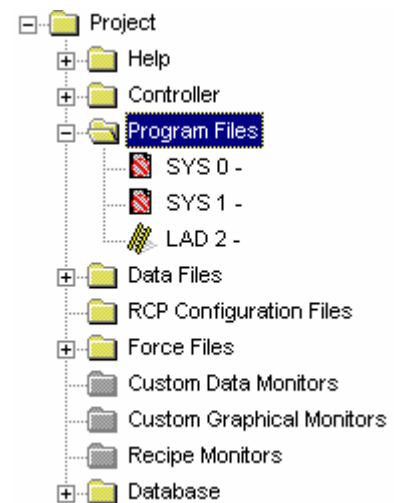 Project
Help
Controller
Program Files
SYS 0 -
SYS 1 -
LAD 2 -
Data Files
RCP Configuration Files
Force Files
Custom Data Monitors
Custom Graphical Monitors
Recipe Monitors
Database